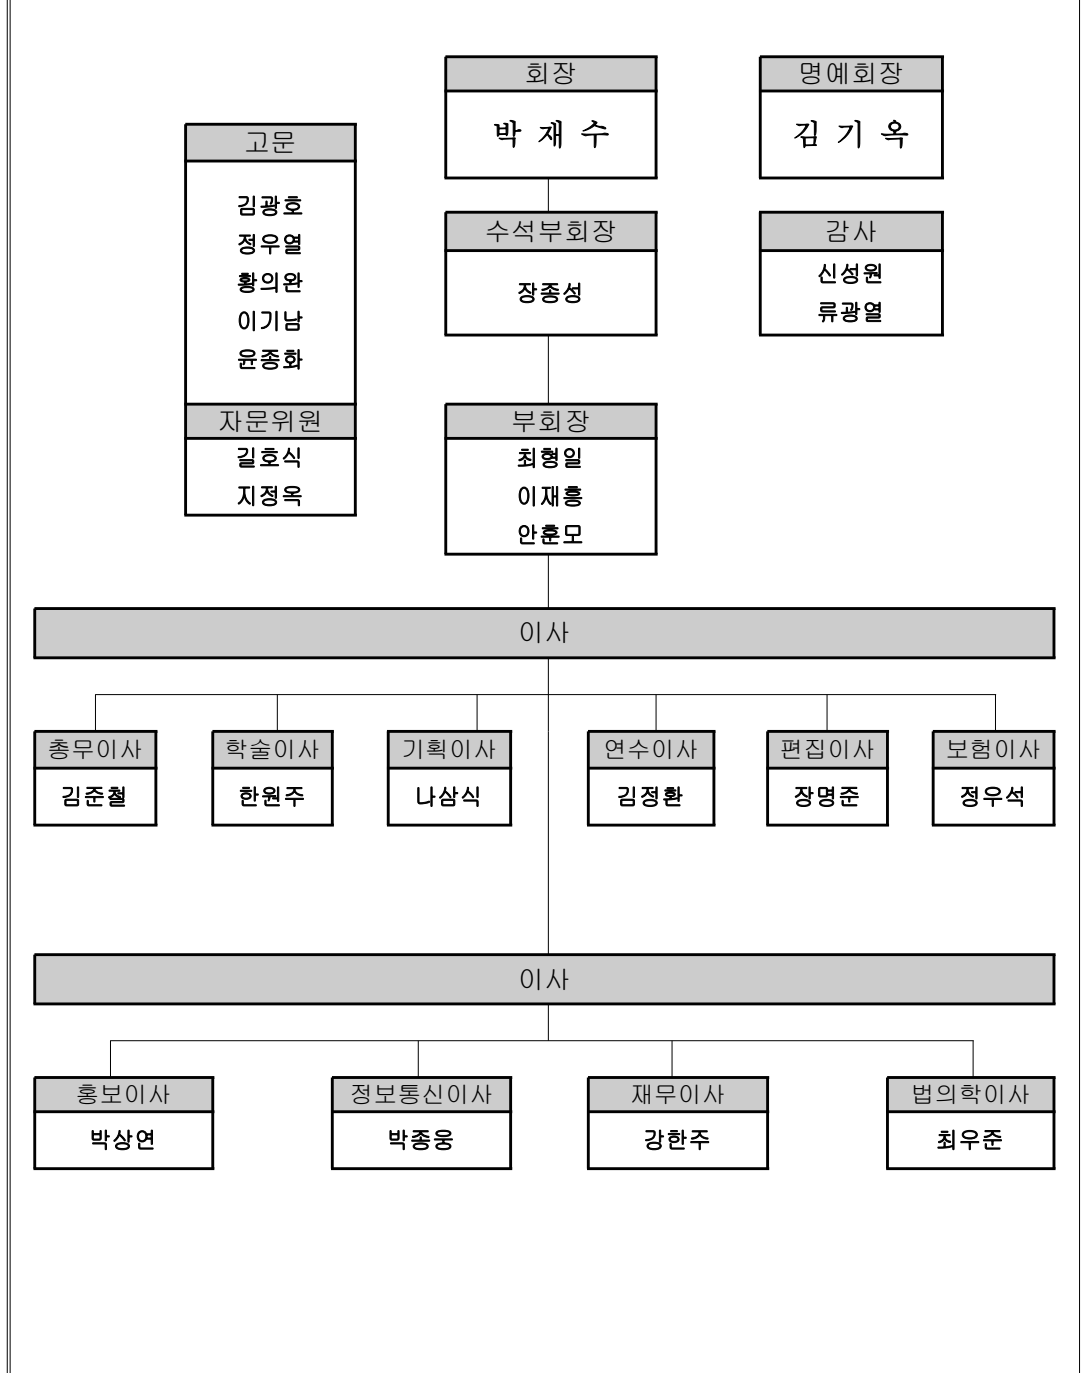 회장
박 재 수
명예회장
김 기 옥
고문
김광호
정우열
황의완
이기남
윤종화
자문위원
길호식
지정옥
수석부회장
장종성
감사
신성원
류광열
부회장
최형일
이재흥
안훈모
이사
총무이사
김준철
학술이사
한원주
기획이사
나삼식
연수이사
김정환
편집이사
장명준
보험이사
정우석
이사
홍보이사
박상연
정보통신이사
박종웅
재무이사
강한주
법의학이사
최우준